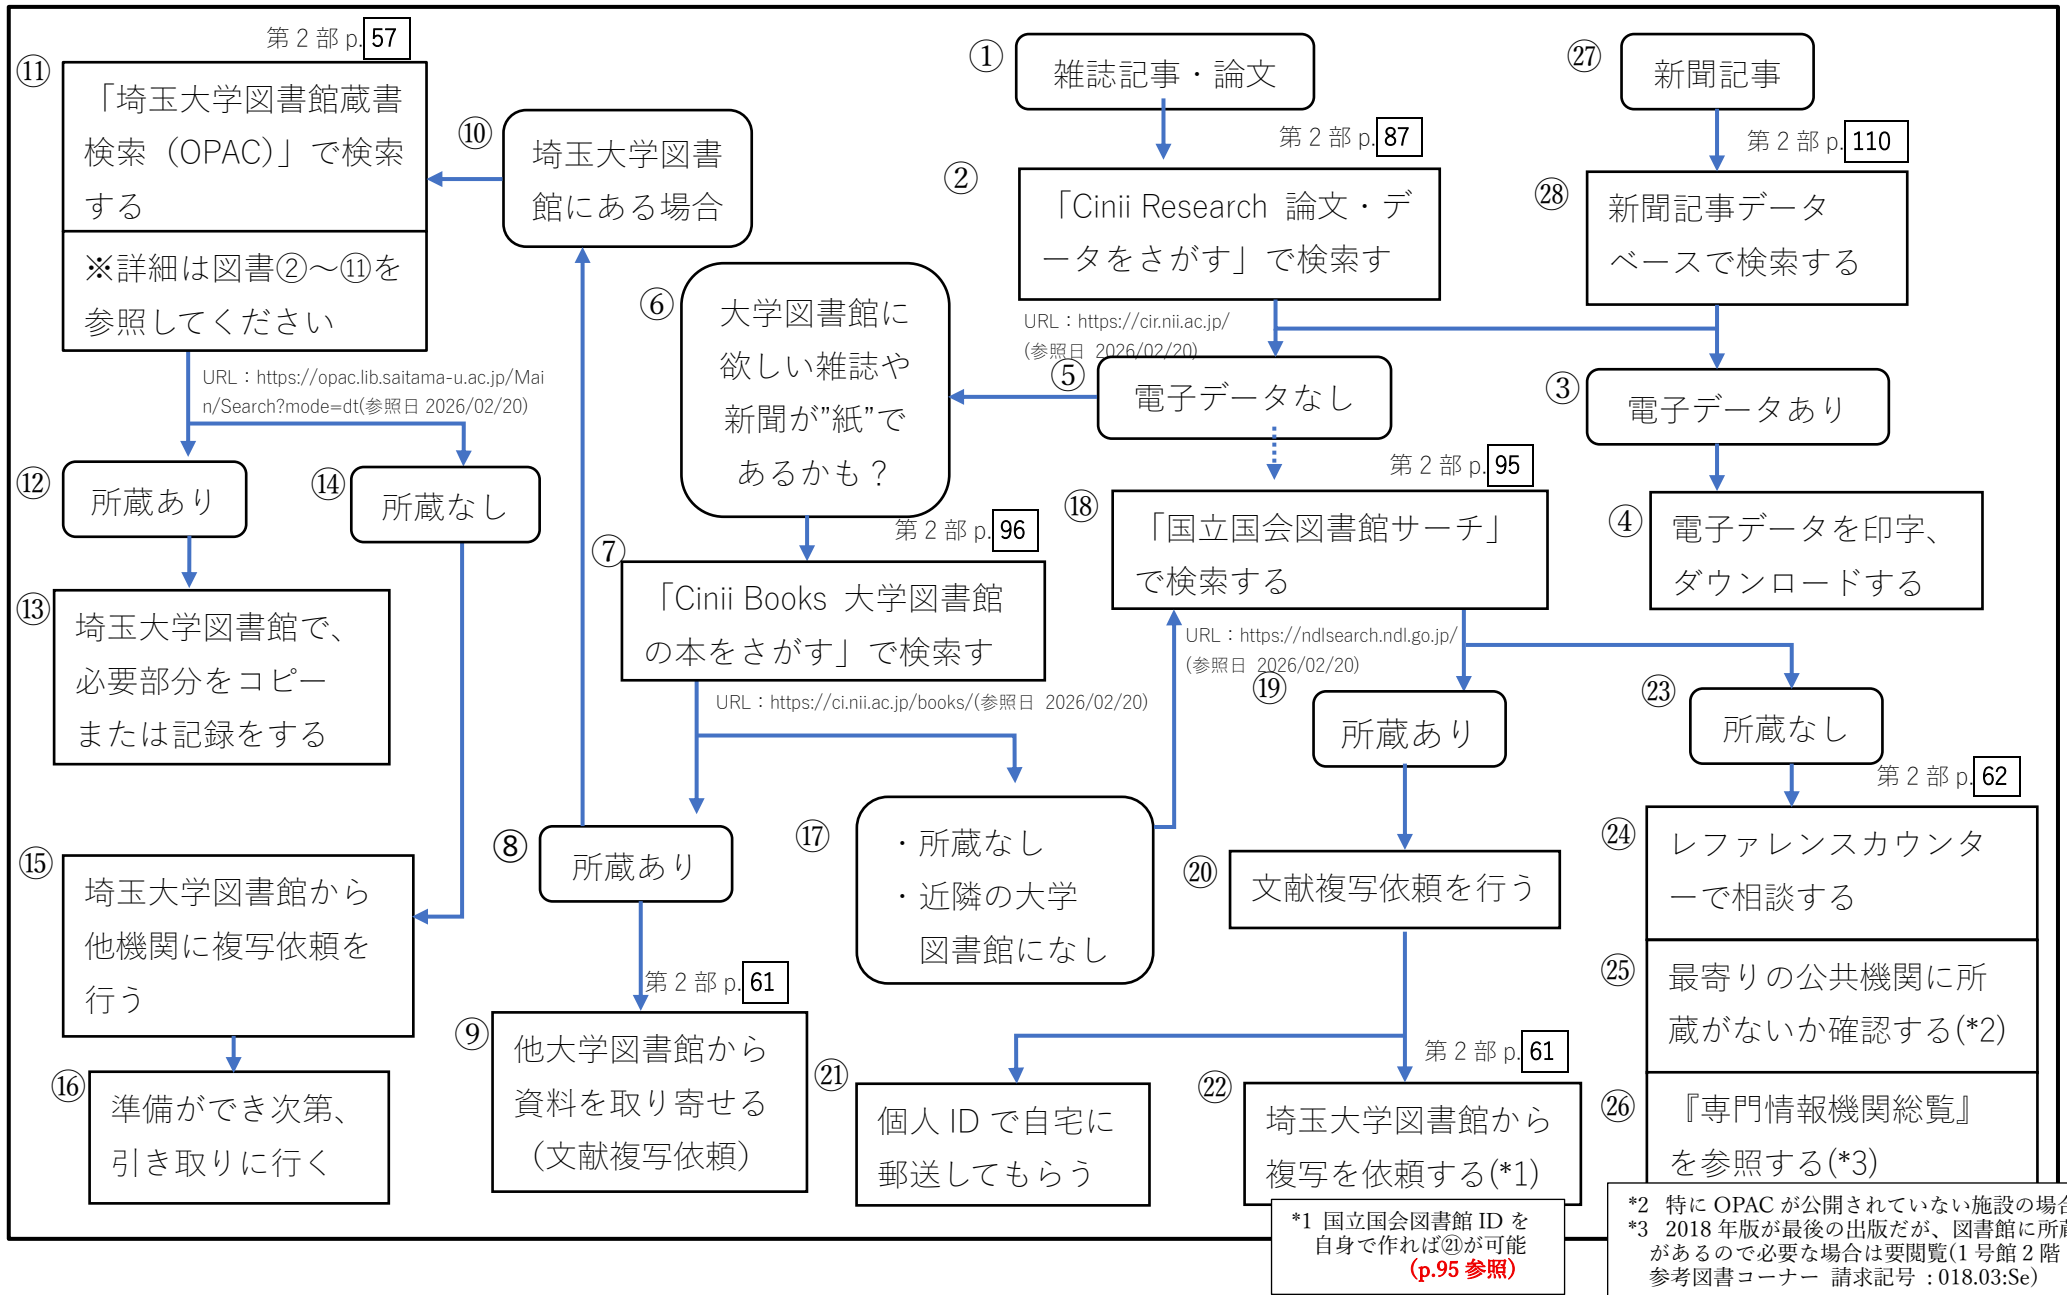 第２部 p. 57
⑪
「埼玉大学図書館蔵書
検索（OPAC）」で検索
する
※詳細は図書②～⑪を
参照してください
URL：https://opac.lib.saitama-u.ac.jp/Mai
n/Search?mode=dt(参照日 2026/02/20)
⑩
埼玉大学図書
館にある場合
⑫
所蔵あり
⑭
所蔵なし
⑬
埼玉大学図書館で、
必要部分をコピー
または記録をする
⑮
埼玉大学図書館から
他機関に複写依頼を
行う
⑯
準備ができ次第、
引き取りに行く
①
雑誌記事・論文
第２部 p. 87
②
「Cinii Research 論文・デ
ータをさがす」で検索す
URL：https://cir.nii.ac.jp/
(参照日 2026/02/20)
⑤
電子データなし
⑥
大学図書館に
欲しい雑誌や
新聞が”紙”で
あるかも？
第２部 p. 96
⑦
「Cinii Books 大学図書館
の本をさがす」で検索す
URL：https://ci.nii.ac.jp/books/(参照日 2026/02/20)
⑧
所蔵あり
第２部 p. 61
⑨
他大学図書館から
資料を取り寄せる
（文献複写依頼）
⑰
・所蔵なし
・近隣の大学
図書館になし
㉗
新聞記事
第２部 p. 110
㉘
新聞記事データ
ベースで検索する
③
電子データあり
④
電子データを印字、
ダウンロードする
第２部 p. 95
⑱
「国立国会図書館サーチ」
で検索する
URL：https://ndlsearch.ndl.go.jp/
(参照日 2026/02/20)
⑲
所蔵あり
⑳
文献複写依頼を行う
㉑
個人 ID で自宅に
郵送してもらう
第２部 p. 61
㉒
埼玉大学図書館から
複写を依頼する(*1)
*1 国立国会図書館 ID を
自身で作れば㉑が可能
（p.95 参照）
㉓
所蔵なし
第２部 p. 62
㉔
レファレンスカウンタ
ーで相談する
㉕
最寄りの公共機関に所
蔵がないか確認する(*2)
㉖
『専門情報機関総覧』
を参照する(*3)
*2 特に OPAC が公開されていない施設の場合
*3 2018 年版が最後の出版だが、図書館に所蔵
があるので必要な場合は要閲覧(1 号館 2 階
参考図書コーナー 請求記号 : 018.03:Se)